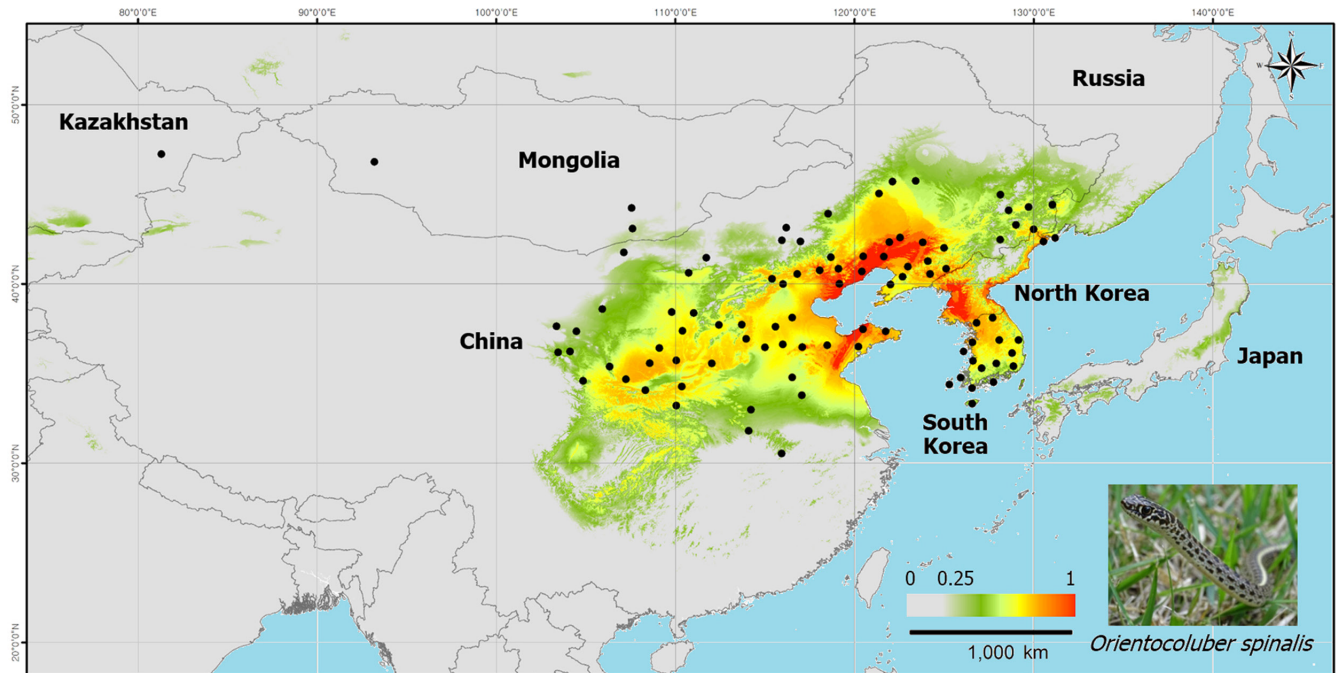 80°0'0"E 90°0'0"E 100°0'0"E 110°0'0"E 120°0'0"E 130°0'0"E 140°0'0"E
N
W E
S
Russia
50°0'0"N
Kazakhstan
Mongolia
40°0'0"N
North Korea
China
Japan
South
Korea
30°0'0"N
0 0.25 1
1,000 km
Orientocoluber spinalis
20°0'0"N